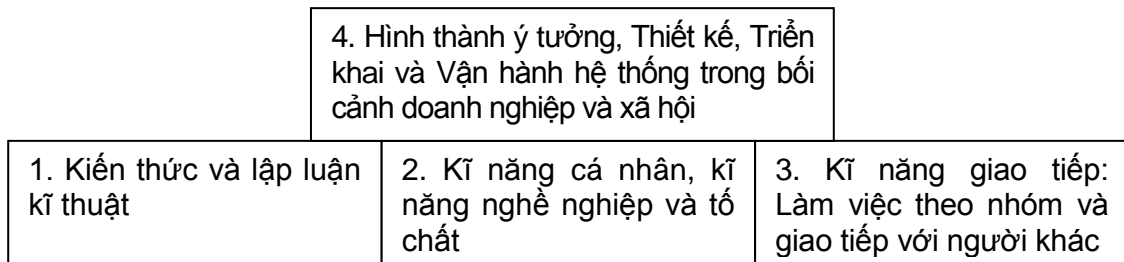 4. Hình thành ý tưởng, Thiết kế, Triển
khai và Vận hành hệ thống trong bối
cảnh doanh nghiệp và xã hội
1. Kiến thức và lập luận
kĩ thuật
2. Kĩ năng cá nhân, kĩ
năng nghề nghiệp và tố
chất
3. Kĩ năng giao tiếp:
Làm việc theo nhóm và
giao tiếp với người khác